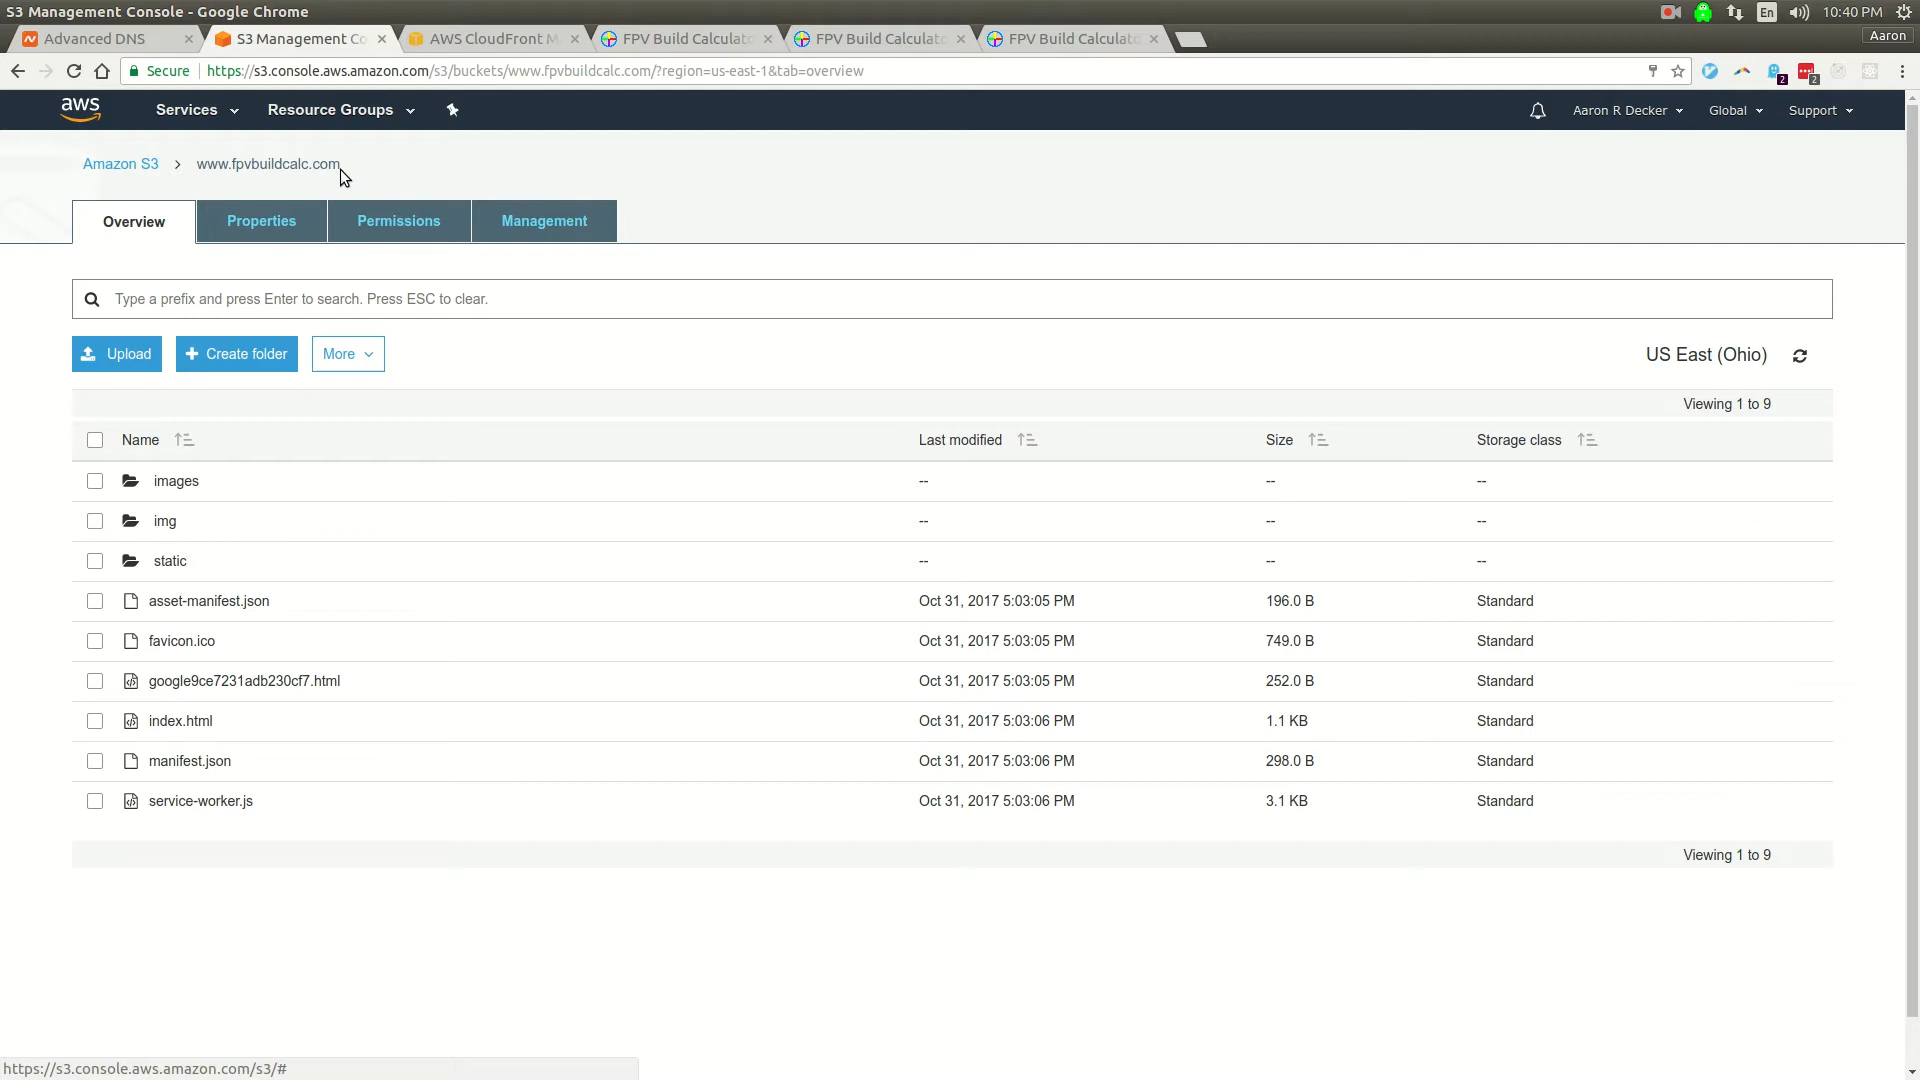 S3 Management Console - Google Chrome
En
10:40 PM
Advanced DNS
S3 Management Co
AWS CloudFront M
FPV Build Calculato
FPV Build Calculato
FPV Build Calculato
Aaron
Secure
https://s3.console.aws.amazon.com/s3/buckets/www.fpvbuildcalc.com/?region=us-east-1&tab=overview
2
2
aws
Services
Resource Groups
Aaron R Decker
Global
Support
Amazon S3 > www.fpvbuildcalc.com
Overview
Properties
Permissions
Management
Type a prefix and press Enter to search. Press ESC to clear.
Upload
+ Create folder
More
US East (Ohio)
Viewing 1 to 9
Name Last modified Size Storage class
images -- -- --
img -- -- --
static -- -- --
asset-manifest.json Oct 31, 2017 5:03:05 PM 196.0 B Standard
favicon.ico Oct 31, 2017 5:03:05 PM 749.0 B Standard
google9ce7231adb230cf7.html Oct 31, 2017 5:03:05 PM 252.0 B Standard
index.html Oct 31, 2017 5:03:06 PM 1.1 KB Standard
manifest.json Oct 31, 2017 5:03:06 PM 298.0 B Standard
service-worker.js Oct 31, 2017 5:03:06 PM 3.1 KB Standard
Viewing 1 to 9
https://s3.console.aws.amazon.com/s3/#